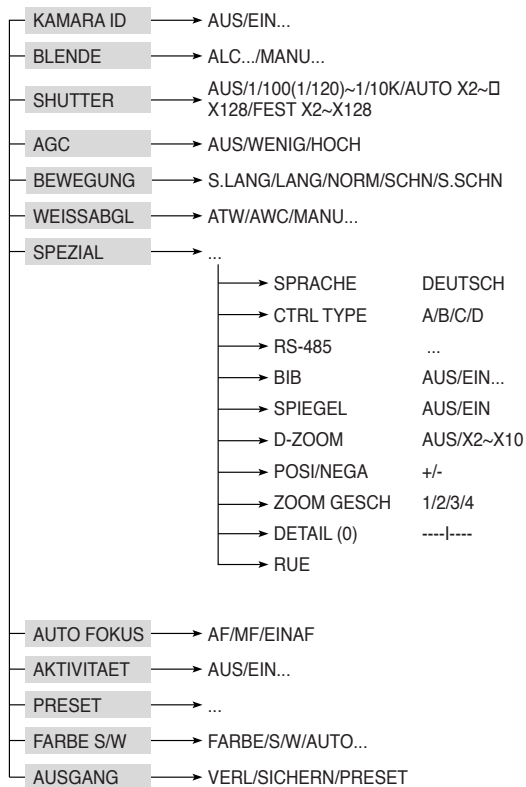 KAMARA ID AUS/EIN...
BLENDE ALC.../MANU...
SHUTTER AUS/1/100(1/120)~1/10K/AUTO X2~□
X128/FEST X2~X128
AGC AUS/WENIG/HOCH
BEWEGUNG S.LANG/LANG/NORM/SCHN/S.SCHN
WEISSABGL ATW/AWC/MANU...
SPEZIAL ...
SPRACHE DEUTSCH
CTRL TYPE A/B/C/D
RS-485 ...
BIB AUS/EIN...
SPIEGEL AUS/EIN
D-ZOOM AUS/X2~X10
POSI/NEGA +/-
ZOOM GESCH 1/2/3/4
DETAIL (0) ----I----
RUE
AUTO FOKUS AF/MF/EINAF
AKTIVITAET AUS/EIN...
PRESET ...
FARBE S/W FARBE/S/W/AUTO...
AUSGANG VERL/SICHERN/PRESET